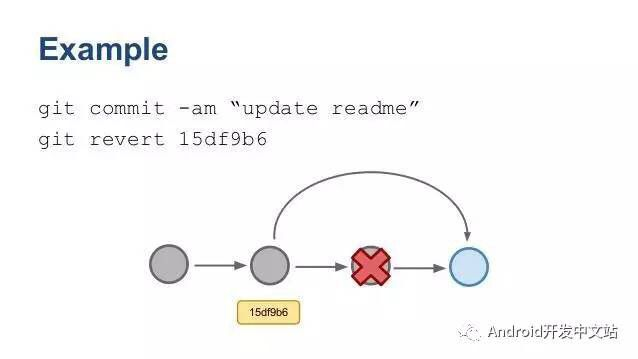 Example
git commit -am “update readme”
git revert 15df9b6
15df9b6
Android开发中文站